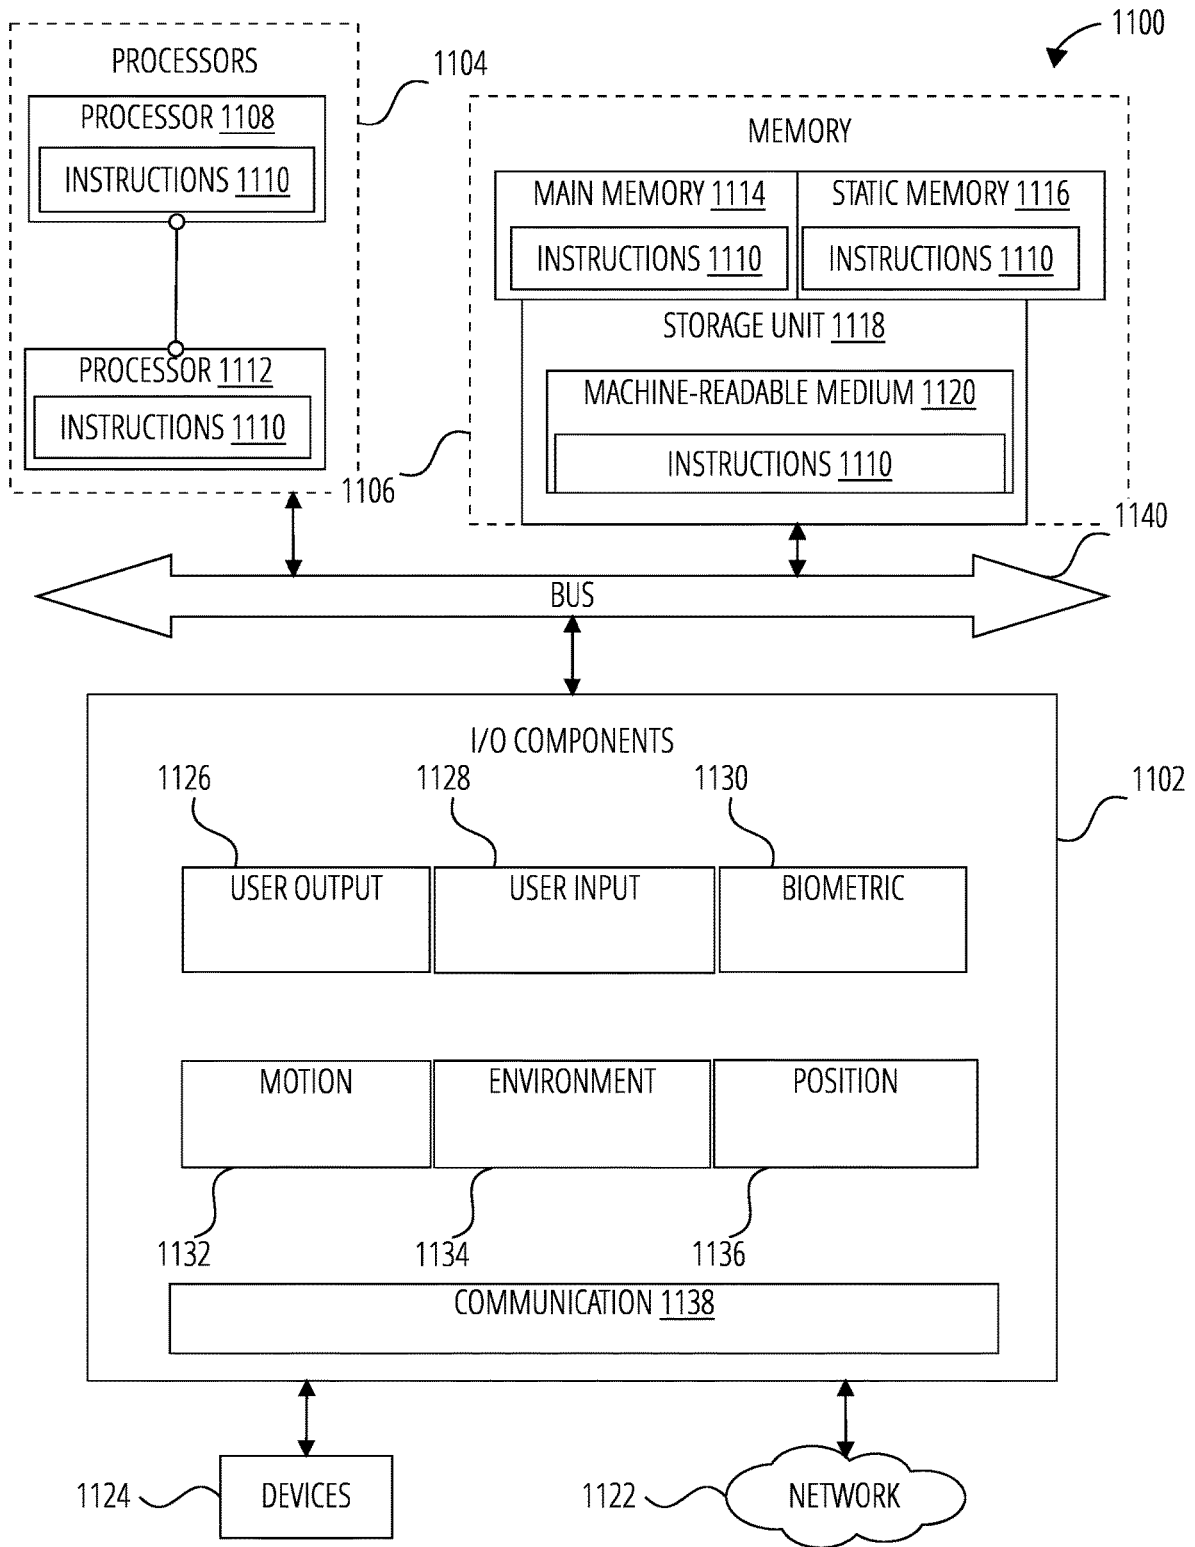 1100
PROCESSORS
1104
PROCESSOR 1108
INSTRUCTIONS 1110
MEMORY
MAIN MEMORY 1114
STATIC MEMORY 1116
INSTRUCTIONS 1110
INSTRUCTIONS 1110
STORAGE UNIT 1118
PROCESSOR 1112
INSTRUCTIONS 1110
MACHINE-READABLE MEDIUM 1120
INSTRUCTIONS 1110
1106
1140
BUS
I/O COMPONENTS
1126
1128
1130
1102
USER OUTPUT
USER INPUT
BIOMETRIC
MOTION
ENVIRONMENT
POSITION
1132
1134
1136
COMMUNICATION 1138
1124
DEVICES
1122
NETWORK